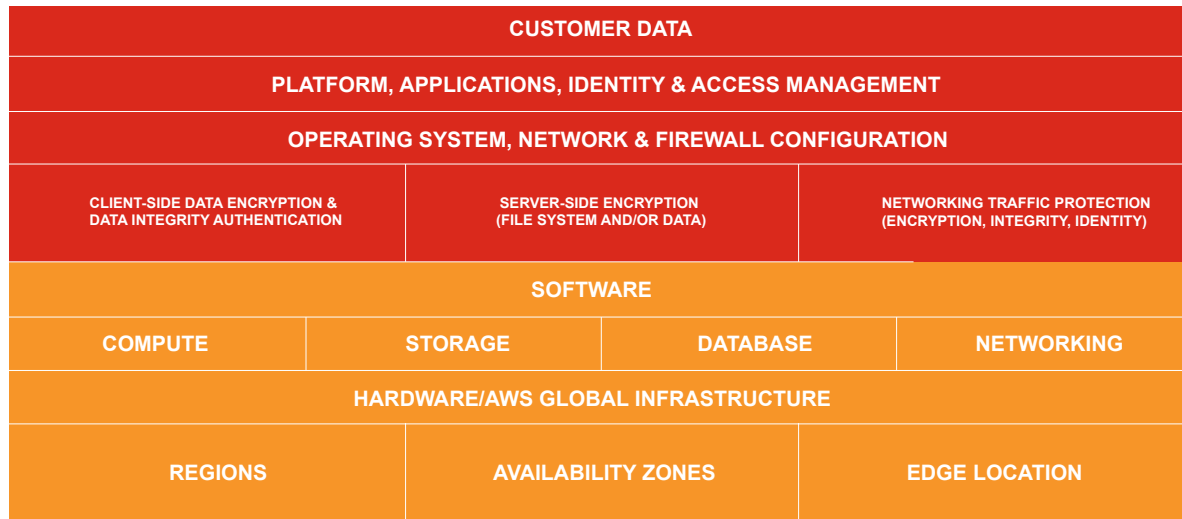 CUSTOMER DATA
PLATFORM, APPLICATIONS, IDENTITY & ACCESS MANAGEMENT
OPERATING SYSTEM, NETWORK & FIREWALL CONFIGURATION
CLIENT-SIDE DATA ENCRYPTION &
DATA INTEGRITY AUTHENTICATION
SERVER-SIDE ENCRYPTION
(FILE SYSTEM AND/OR DATA)
NETWORKING TRAFFIC PROTECTION
(ENCRYPTION, INTEGRITY, IDENTITY)
SOFTWARE
COMPUTE
STORAGE
DATABASE
NETWORKING
HARDWARE/AWS GLOBAL INFRASTRUCTURE
REGIONS
AVAILABILITY ZONES
EDGE LOCATION